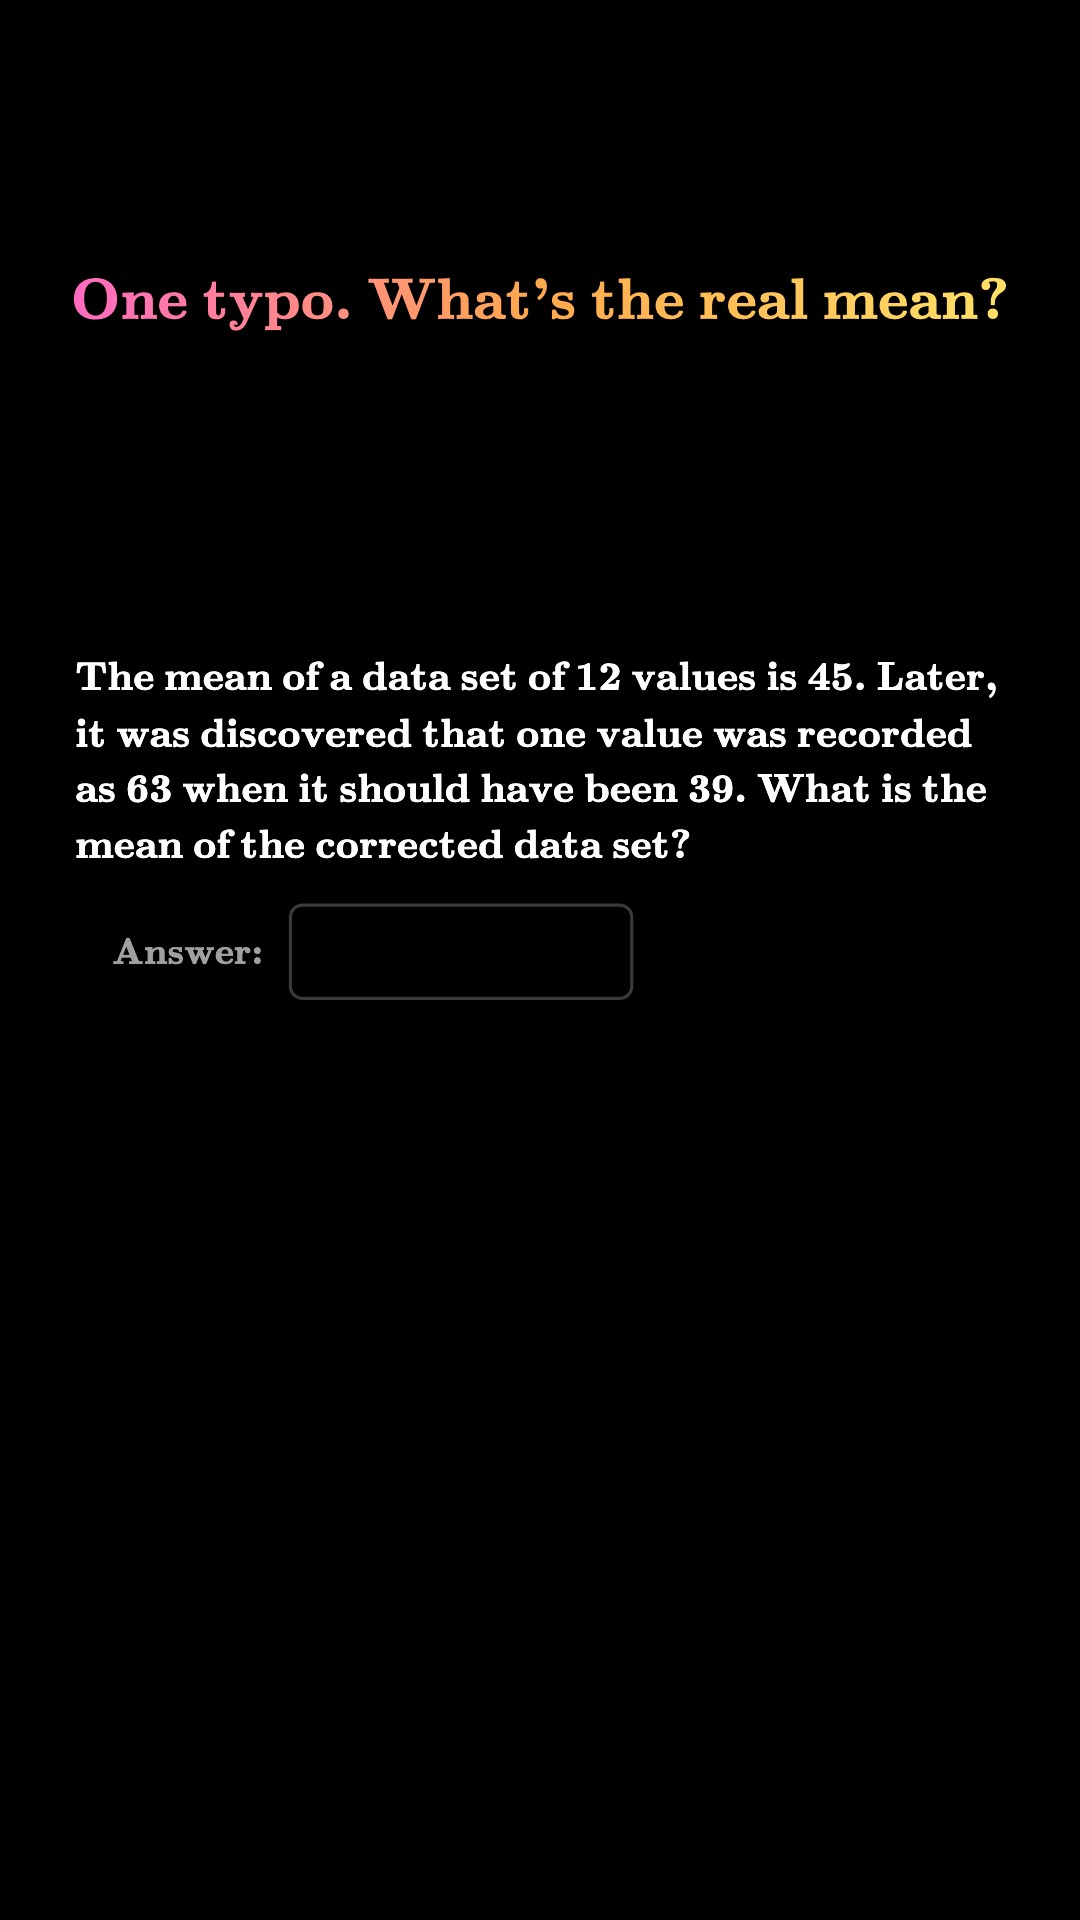 One typo. What’s the real mean?
The mean of a data set of 12 values is 45. Later,
it was discovered that one value was recorded
as 63 when it should have been 39. What is the
mean of the corrected data set?
Answer: